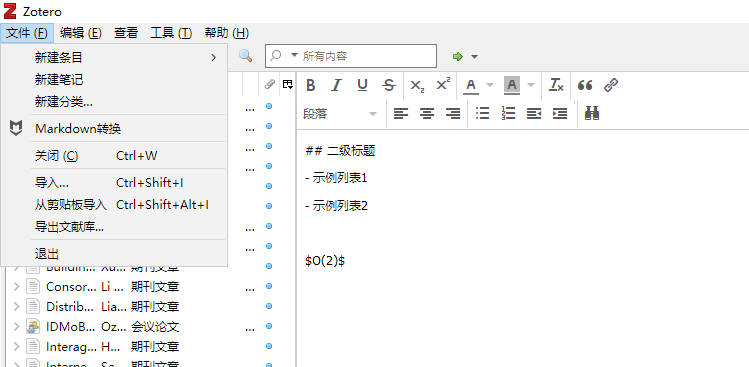 Zotero
文件 (F) 编辑 (E) 查看 工具 (T) 帮助 (H)
新建条目
新建笔记
新建分类...
Markdown转换
关闭 (C) Ctrl+W
导入... Ctrl+Shift+I
从剪贴板导入 Ctrl+Shift+Alt+I
导出文献库...
退出
所有内容
... 
...
...
...
...
...
...
Buildin... Xu... 期刊文章
Consor... Li ... 期刊文章
Distrib... Lia... 期刊文章
IDMoB... Oz... 会议论文 ...
Interag... H... 期刊文章
Interne... Sa... 期刊文章
B I U S X₂ X² A A Tx
段落
## 二级标题
- 示例列表1
- 示例列表2
$O(2)$